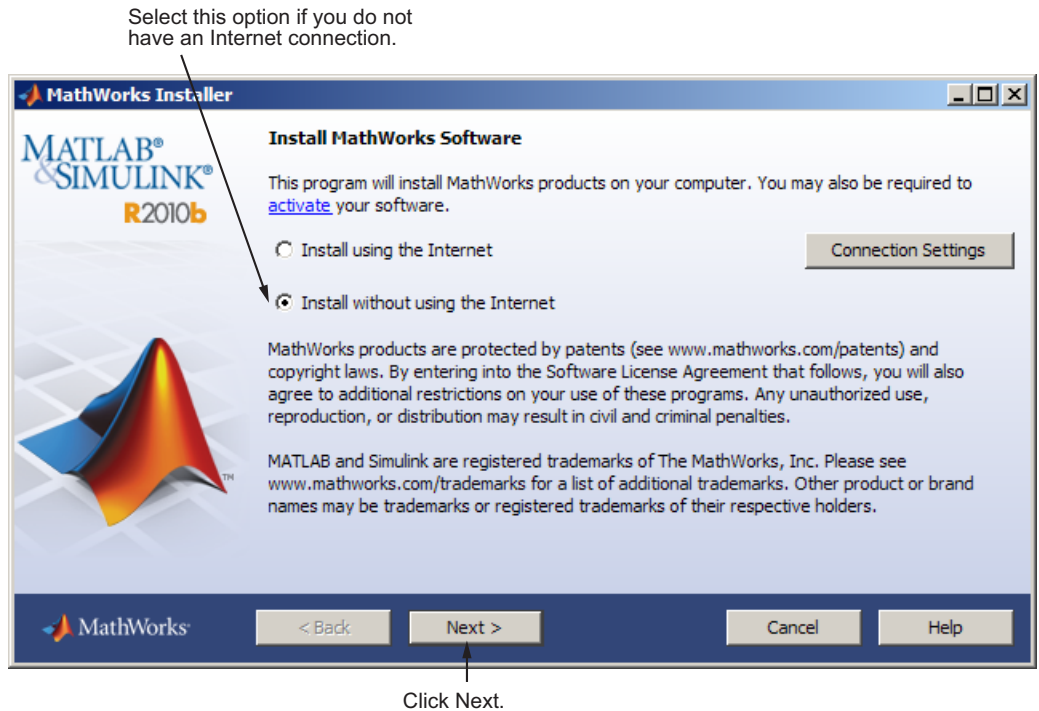 Select this option if you do not
have an Internet connection.
MathWorks Installer
MATLAB®
&SIMULINK®
R2010b
Install MathWorks Software
This program will install MathWorks products on your computer. You may also be required to
activate your software.
Install using the Internet
Connection Settings
Install without using the Internet
MathWorks products are protected by patents (see www.mathworks.com/patents) and
copyright laws. By entering into the Software License Agreement that follows, you will also
agree to additional restrictions on your use of these programs. Any unauthorized use,
reproduction, or distribution may result in civil and criminal penalties.
TM
MATLAB and Simulink are registered trademarks of The MathWorks, Inc. Please see
www.mathworks.com/trademarks for a list of additional trademarks. Other product or brand
names may be trademarks or registered trademarks of their respective holders.
MathWorks
< Back
Next >
Cancel
Help
Click Next.